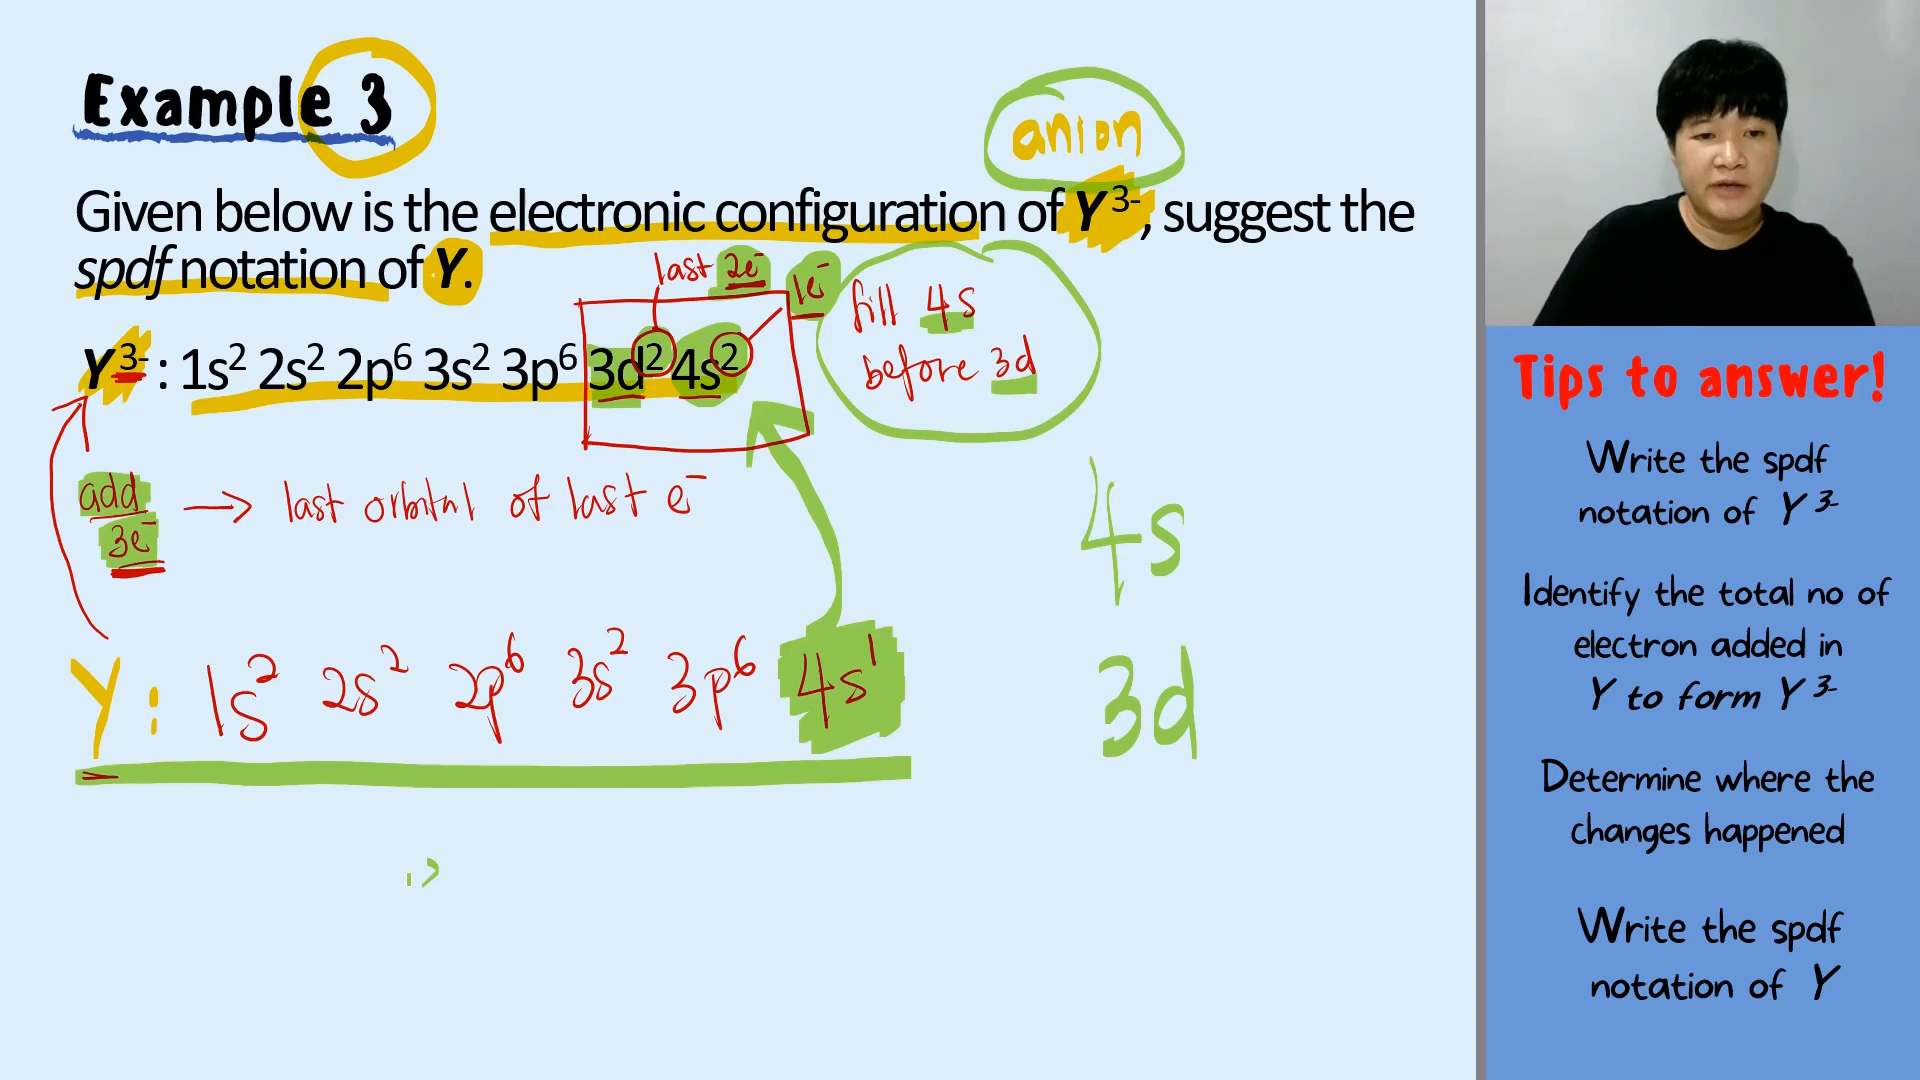 Example 3
anion
Given below is the electronic configuration of Y³⁻, suggest the
spdf notation of Y.
last 2e⁻ 1e⁻
fill 4s
before 3d
Y³⁻ : 1s² 2s² 2p⁶ 3s² 3p⁶ 3d² 4s²
add
3e⁻
→ last orbital of last e⁻
4s
3d
Y : 1s² 2s² 2p⁶ 3s² 3p⁶ 4s¹
Tips to answer!
Write the spdf
notation of Y³⁻
Identify the total no of
electron added in
Y to form Y³⁻
Determine where the
changes happened
Write the spdf
notation of Y